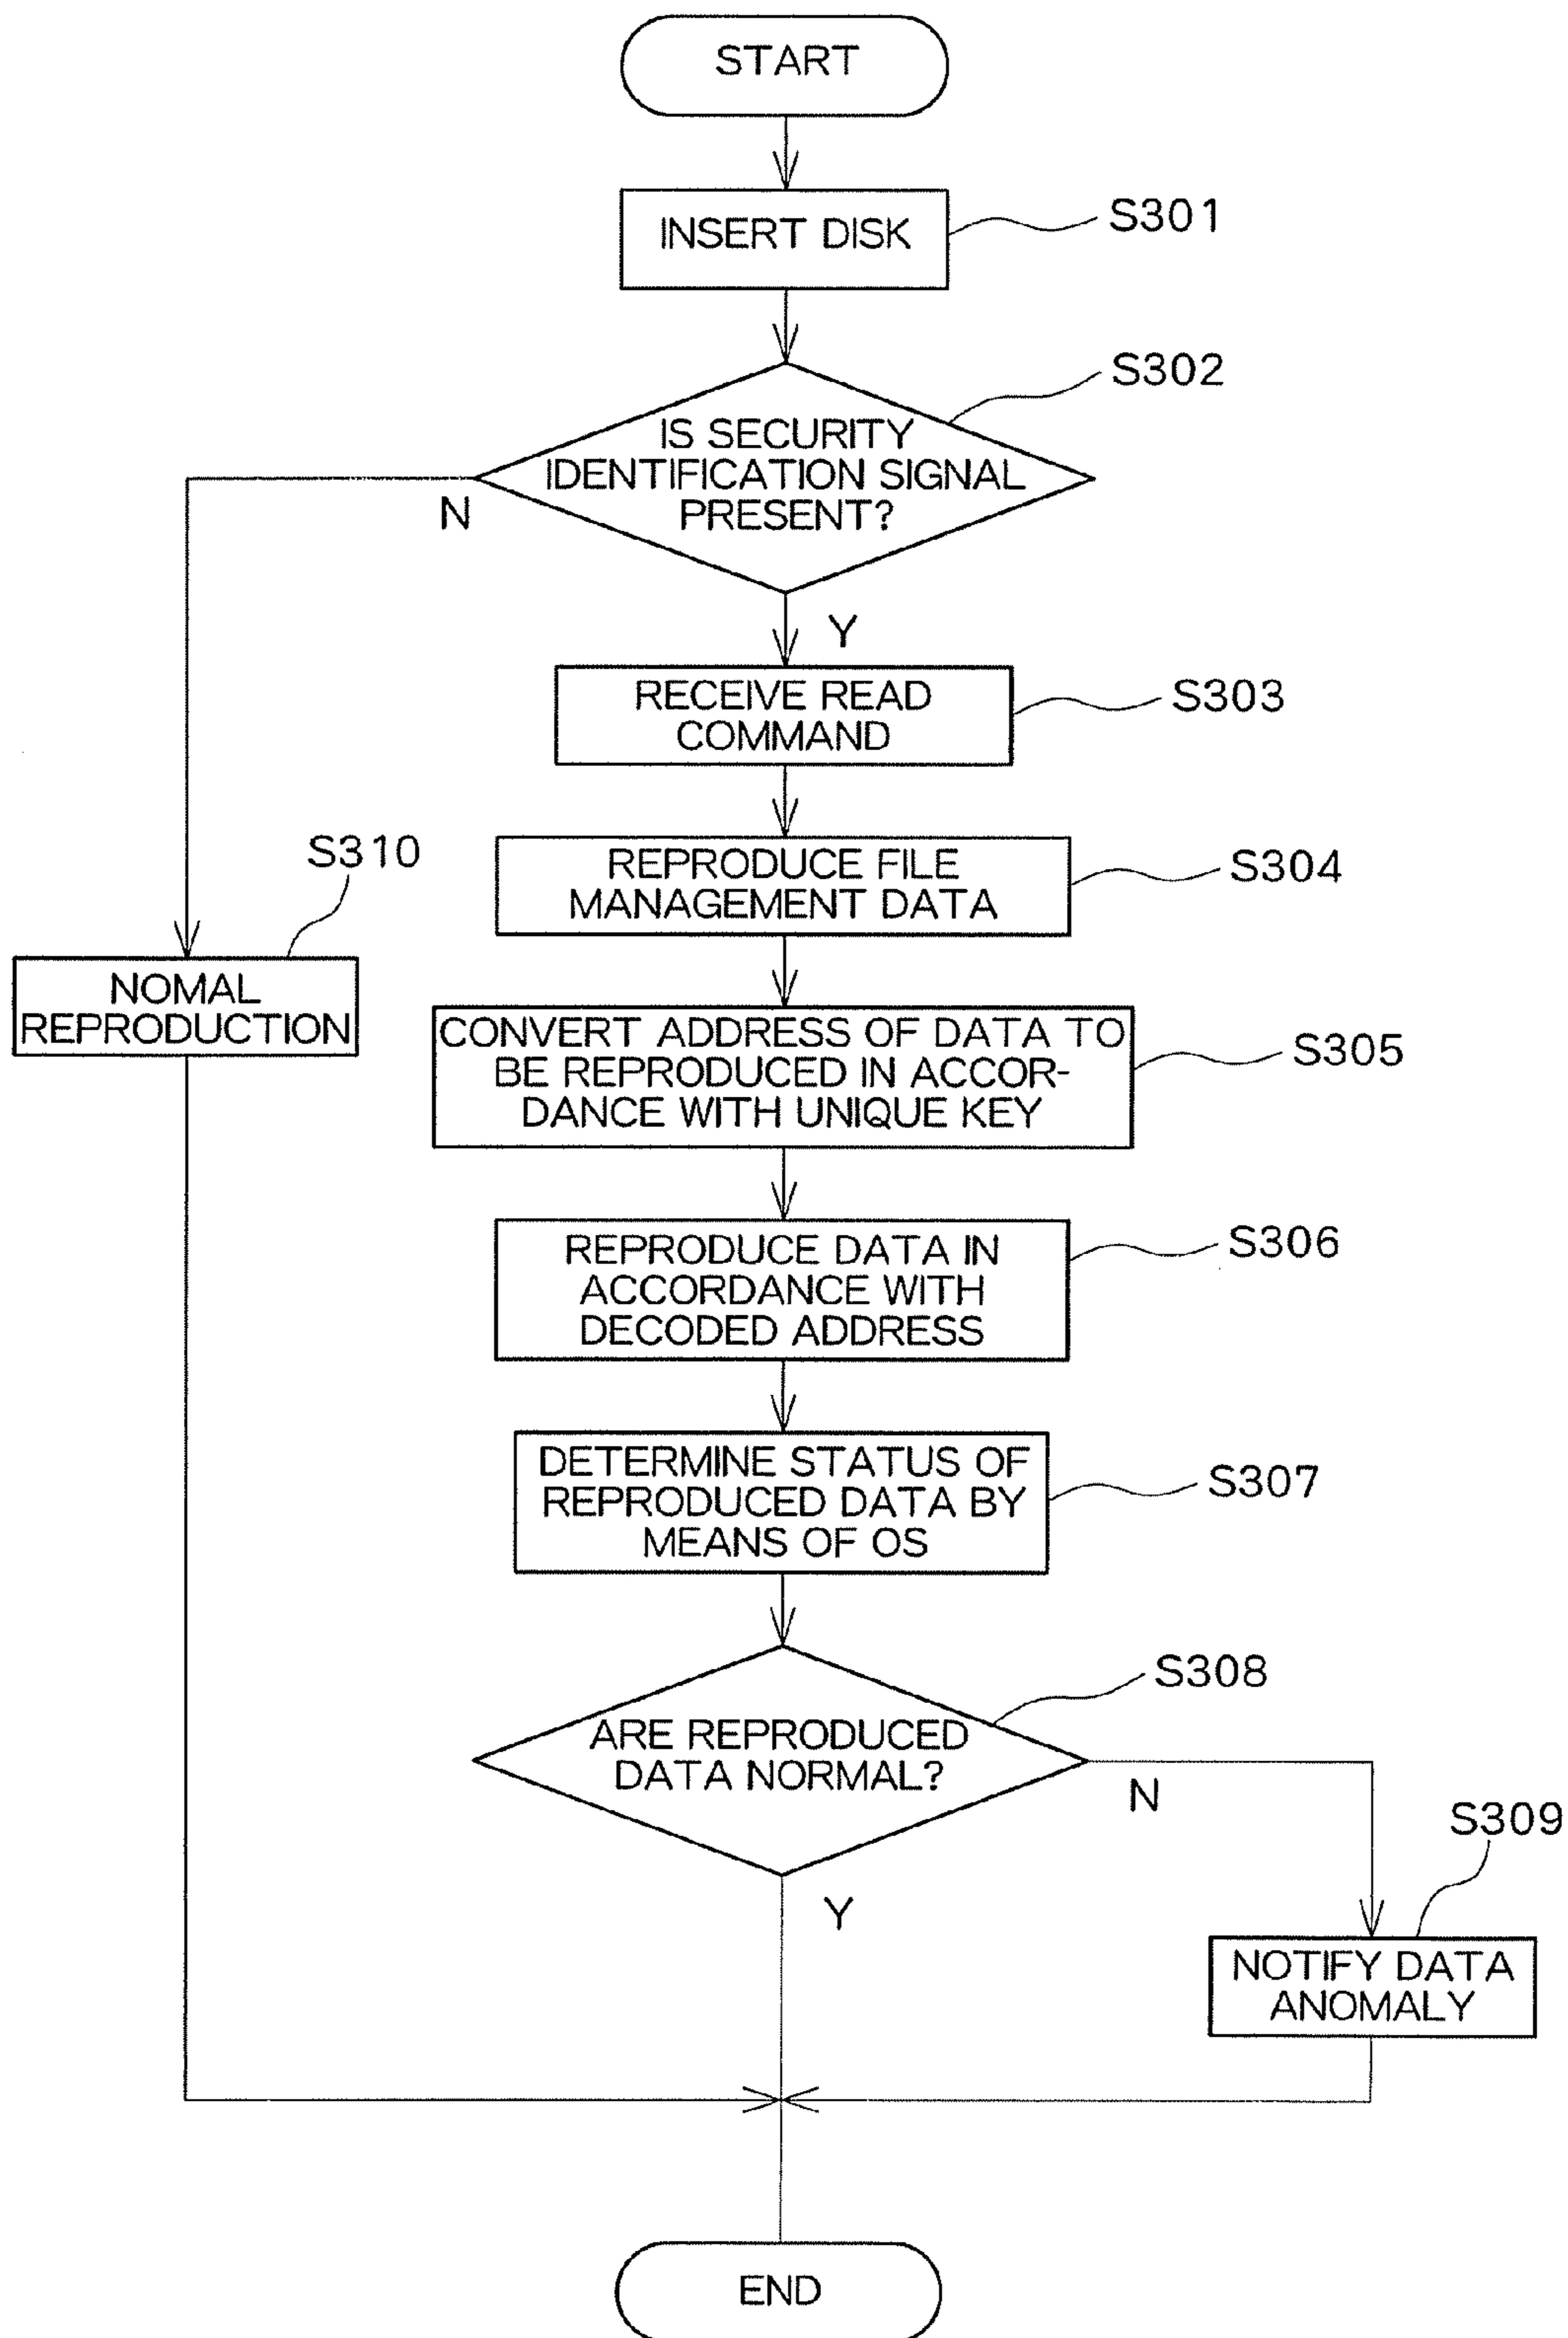 START
INSERT DISK
S301
S302
IS SECURITY
IDENTIFICATION SIGNAL
PRESENT?
N
Y
RECEIVE READ
COMMAND
S303
S310
REPRODUCE FILE
MANAGEMENT DATA
S304
NOMAL
REPRODUCTION
CONVERT ADDRESS OF DATA TO
BE REPRODUCED IN ACCOR-
DANCE WITH UNIQUE KEY
S305
REPRODUCE DATA IN
ACCORDANCE WITH
DECODED ADDRESS
S306
DETERMINE STATUS OF
REPRODUCED DATA BY
MEANS OF OS
S307
S308
ARE REPRODUCED
DATA NORMAL?
N
S309
Y
NOTIFY DATA
ANOMALY
END